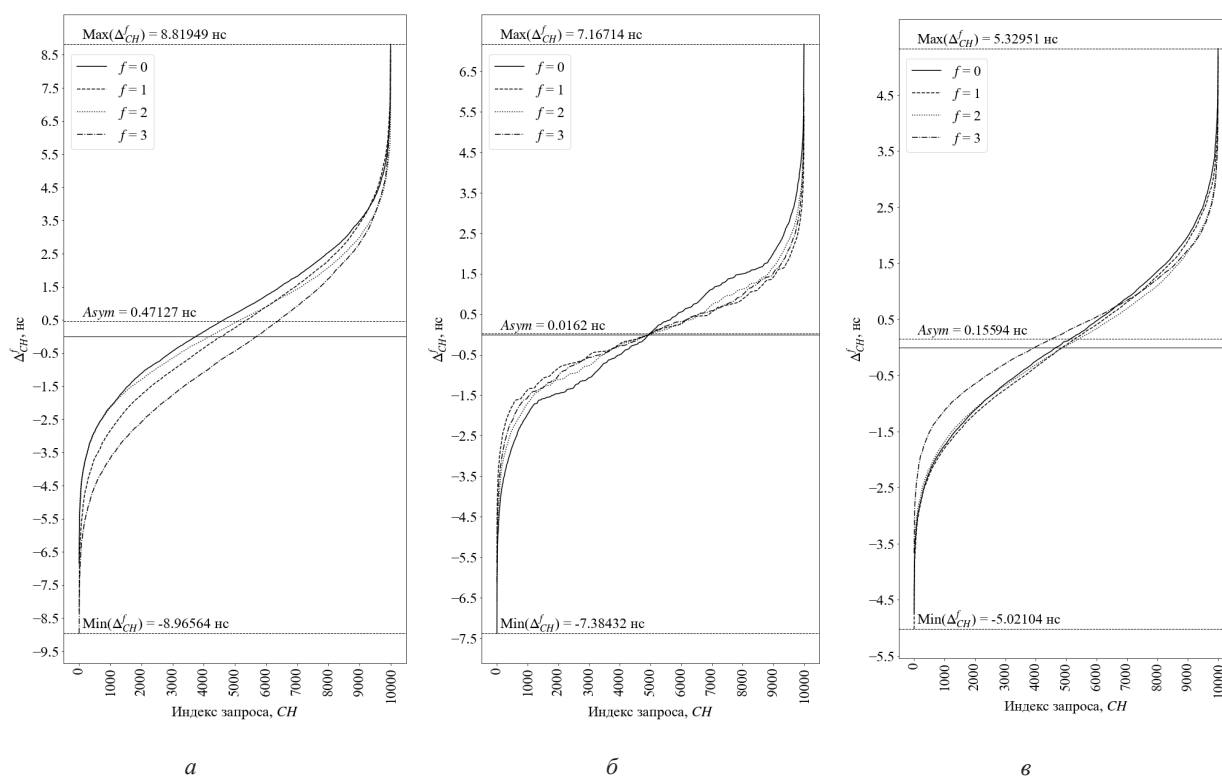 Max(Δ^f_CH) = 8.81949 нс
f = 0
f = 1
f = 2
f = 3
Asym = 0.47127 нс
Min(Δ^f_CH) = -8.96564 нс
8.5
7.5
6.5
5.5
4.5
3.5
2.5
1.5
0.5
−0.5
−1.5
−2.5
−3.5
−4.5
−5.5
−6.5
−7.5
−8.5
−9.5
Δ^f_CH, нс
0
1000
2000
3000
4000
5000
6000
7000
8000
9000
10000
Индекс запроса, CH
а
Max(Δ^f_CH) = 7.16714 нс
f = 0
f = 1
f = 2
f = 3
Asym = 0.0162 нс
Min(Δ^f_CH) = -7.38432 нс
6.5
5.5
4.5
3.5
2.5
1.5
0.5
−0.5
−1.5
−2.5
−3.5
−4.5
−5.5
−6.5
−7.5
Δ^f_CH, нс
0
1000
2000
3000
4000
5000
6000
7000
8000
9000
10000
Индекс запроса, CH
б
Max(Δ^f_CH) = 5.32951 нс
f = 0
f = 1
f = 2
f = 3
Asym = 0.15594 нс
Min(Δ^f_CH) = -5.02104 нс
4.5
3.5
2.5
1.5
0.5
−0.5
−1.5
−2.5
−3.5
−4.5
−5.5
Δ^f_CH, нс
0
1000
2000
3000
4000
5000
6000
7000
8000
9000
10000
Индекс запроса, CH
в